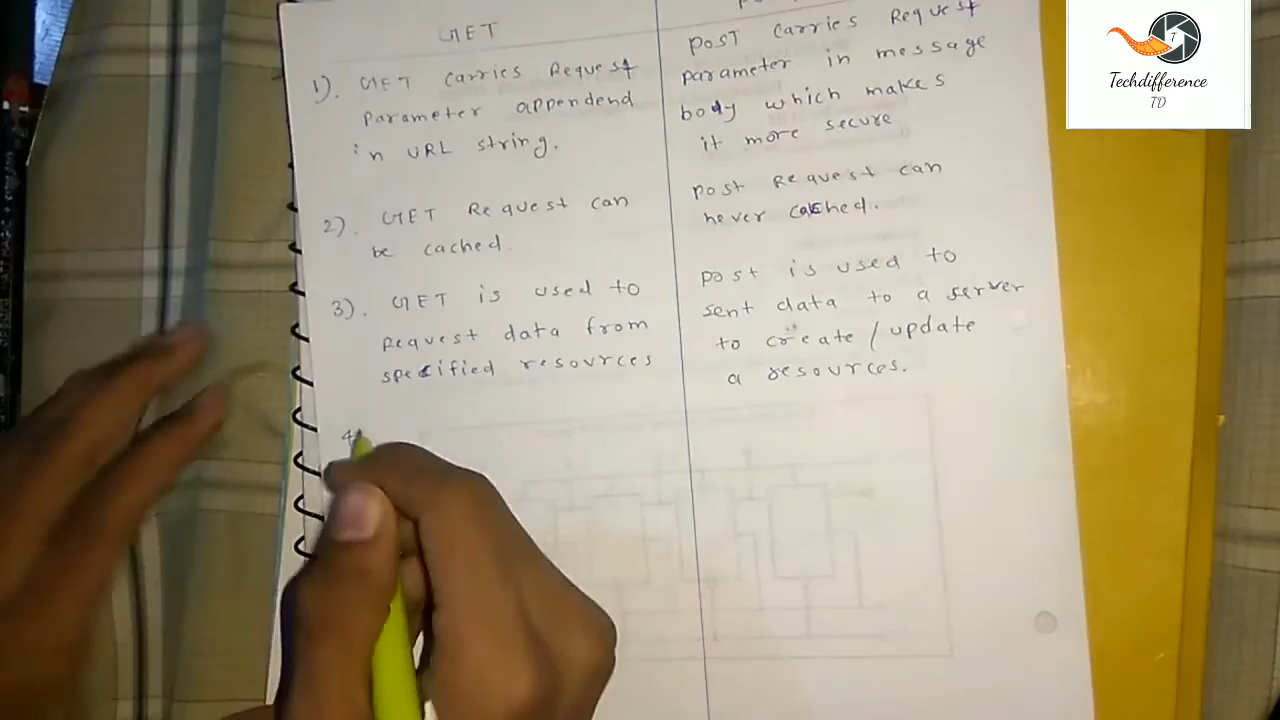 GET
1). GET carries Request
parameter appendend
in URL string.
2). GET Request can
be cached.
3). GET is used to
Request data from
specified resources
4
POST carries Request
parameter in message
body which makes
it more secure
post Request can
never cached.
post is used to
sent data to a server
to create / update
a resources.
Techdifference
TD